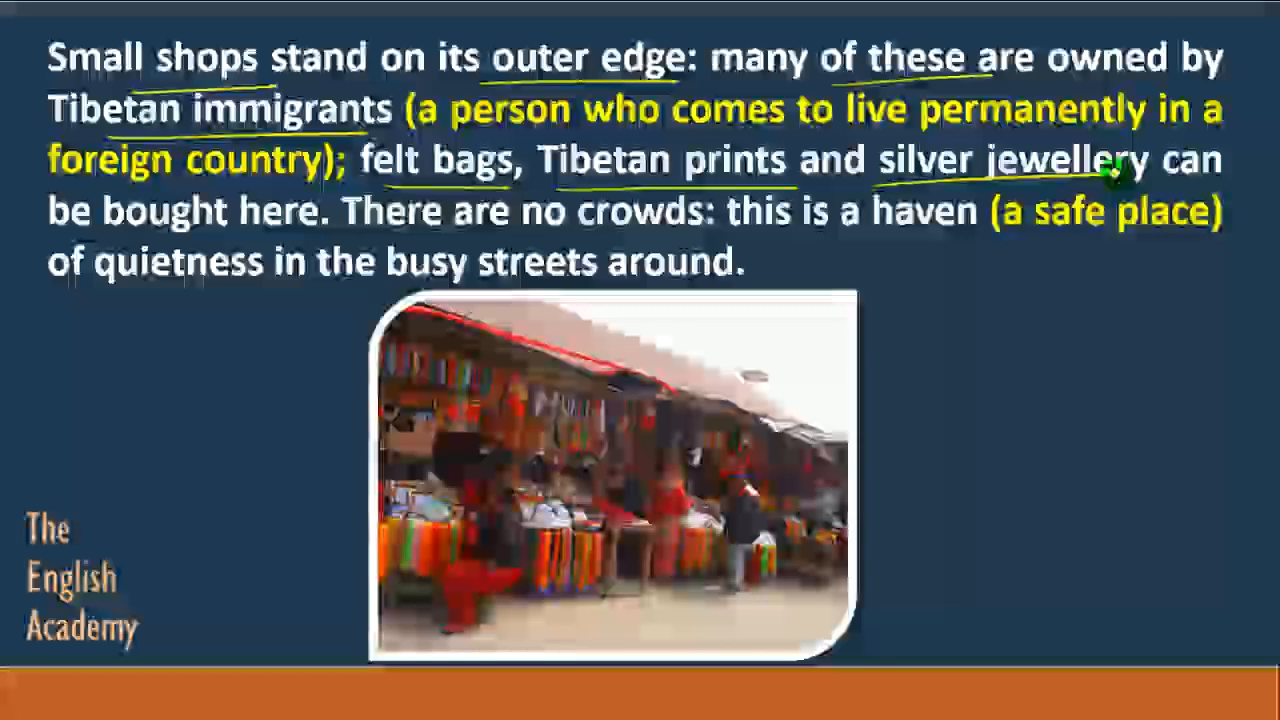 Small shops stand on its outer edge: many of these are owned by
Tibetan immigrants (a person who comes to live permanently in a
foreign country); felt bags, Tibetan prints and silver jewellery can
be bought here. There are no crowds: this is a haven (a safe place)
of quietness in the busy streets around.
The
English
Academy